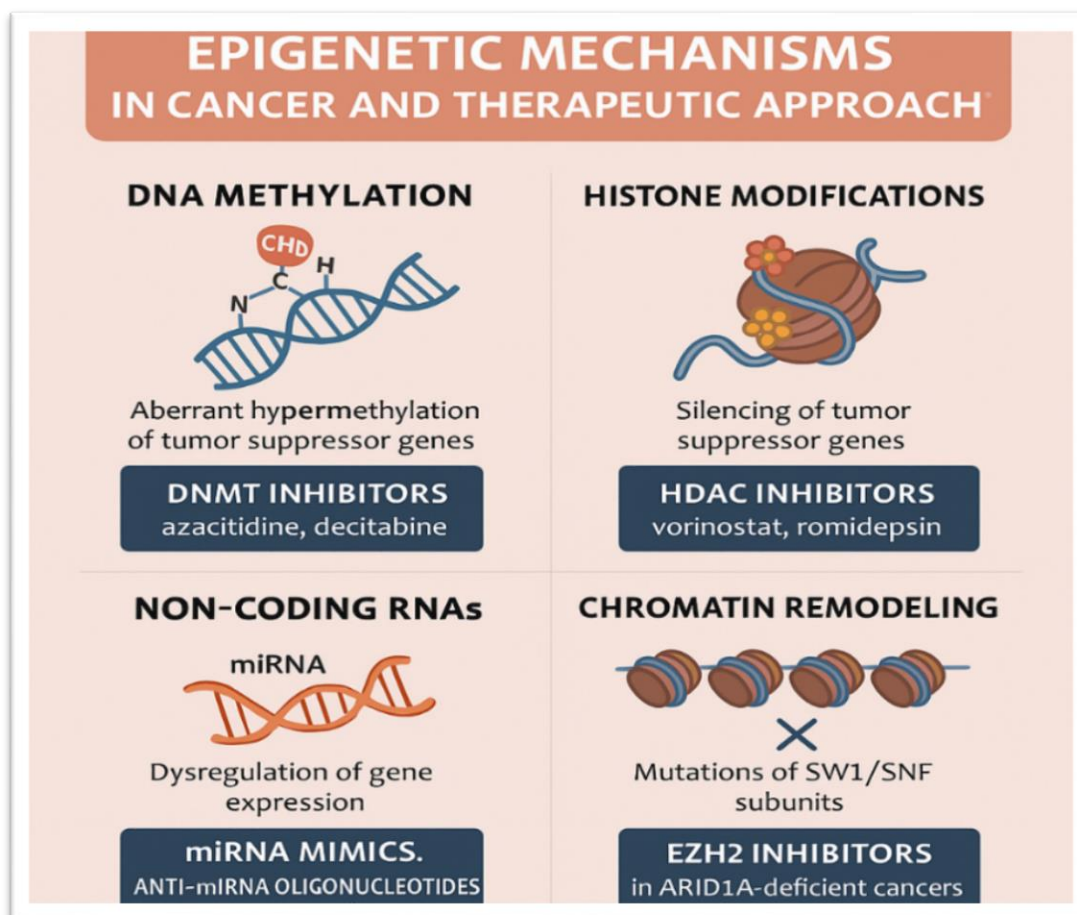 EPIGENETIC MECHANISMS
IN CANCER AND THERAPEUTIC APPROACH
DNA METHYLATION
CHD
H
C
N
Aberrant hypermethylation
of tumor suppressor genes
DNMT INHIBITORS
azacitidine, decitabine
HISTONE MODIFICATIONS
Silencing of tumor
suppressor genes
HDAC INHIBITORS
vorinostat, romidepsin
NON-CODING RNAs
miRNA
Dysregulation of gene
expression
miRNA MIMICS.
ANTI-mIRNA OLIGONUCLEOTIDES
CHROMATIN REMODELING
Mutations of SW1/SNF
subunits
EZH2 INHIBITORS
in ARID1A-deficient cancers